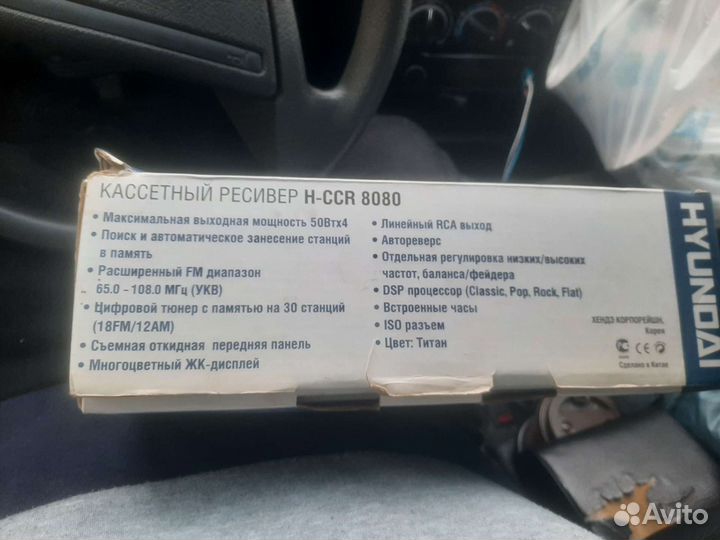 КАССЕТНЫЙ РЕСИВЕР H-CCR 8080
• Максимальная выходная мощность 50Втх4
• Поиск и автоматическое занесение станций
в память
• Расширенный FM диапазон
65.0 - 108.0 МГц (УКВ)
• Цифровой тюнер с памятью на 30 станций
(18FM/12AM)
• Съемная откидная передняя панель
• Многоцветный ЖК-дисплей
• Линейный RCA выход
• Автореверс
• Отдельная регулировка низких/высоких
частот, баланса/фейдера
• DSP процессор (Classic, Pop, Rock, Flat)
• Встроенные часы
• ISO разъем
• Цвет: Титан
ХЕНДЭ КОРПОРЕЙШН,
Корея
CE
Сделано в Китае
HYUNDAI
Avito